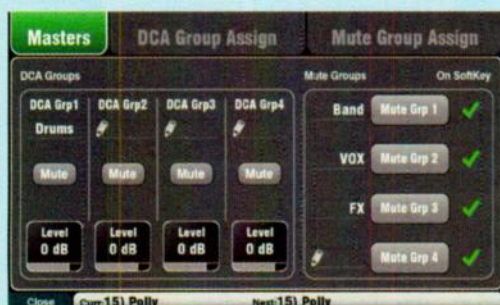 Masters DCA Group Assign Mute Group Assign
DCA Groups Mute Groups On SoftKey
DCA Grp1 DCA Grp2 DCA Grp3 DCA Grp4
Drums
Mute Mute Mute Mute
Level Level Level Level
0 dB 0 dB 0 dB 0 dB
Band Mute Grp 1
VOX Mute Grp 2
FX Mute Grp 3
Mute Grp 4
Close Curr:15) Polly Next:15) Polly